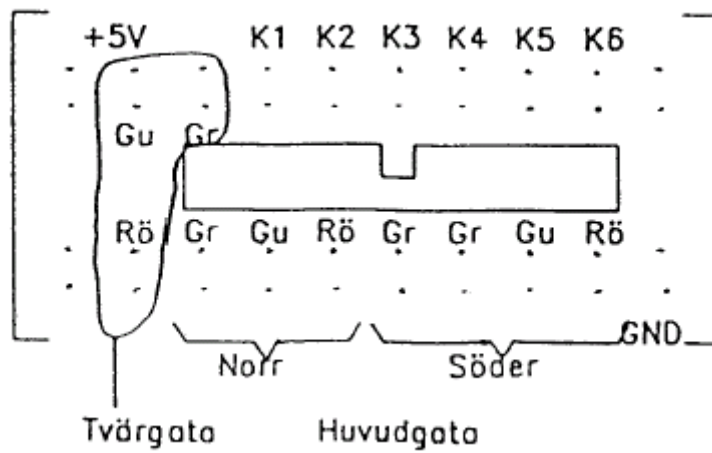 +5V K1 K2 K3 K4 K5 K6
Gu Gr
Rö Gr Gu Rö Gr Gr Gu Rö
GND
Norr Söder
Tvärgata Huvudgata